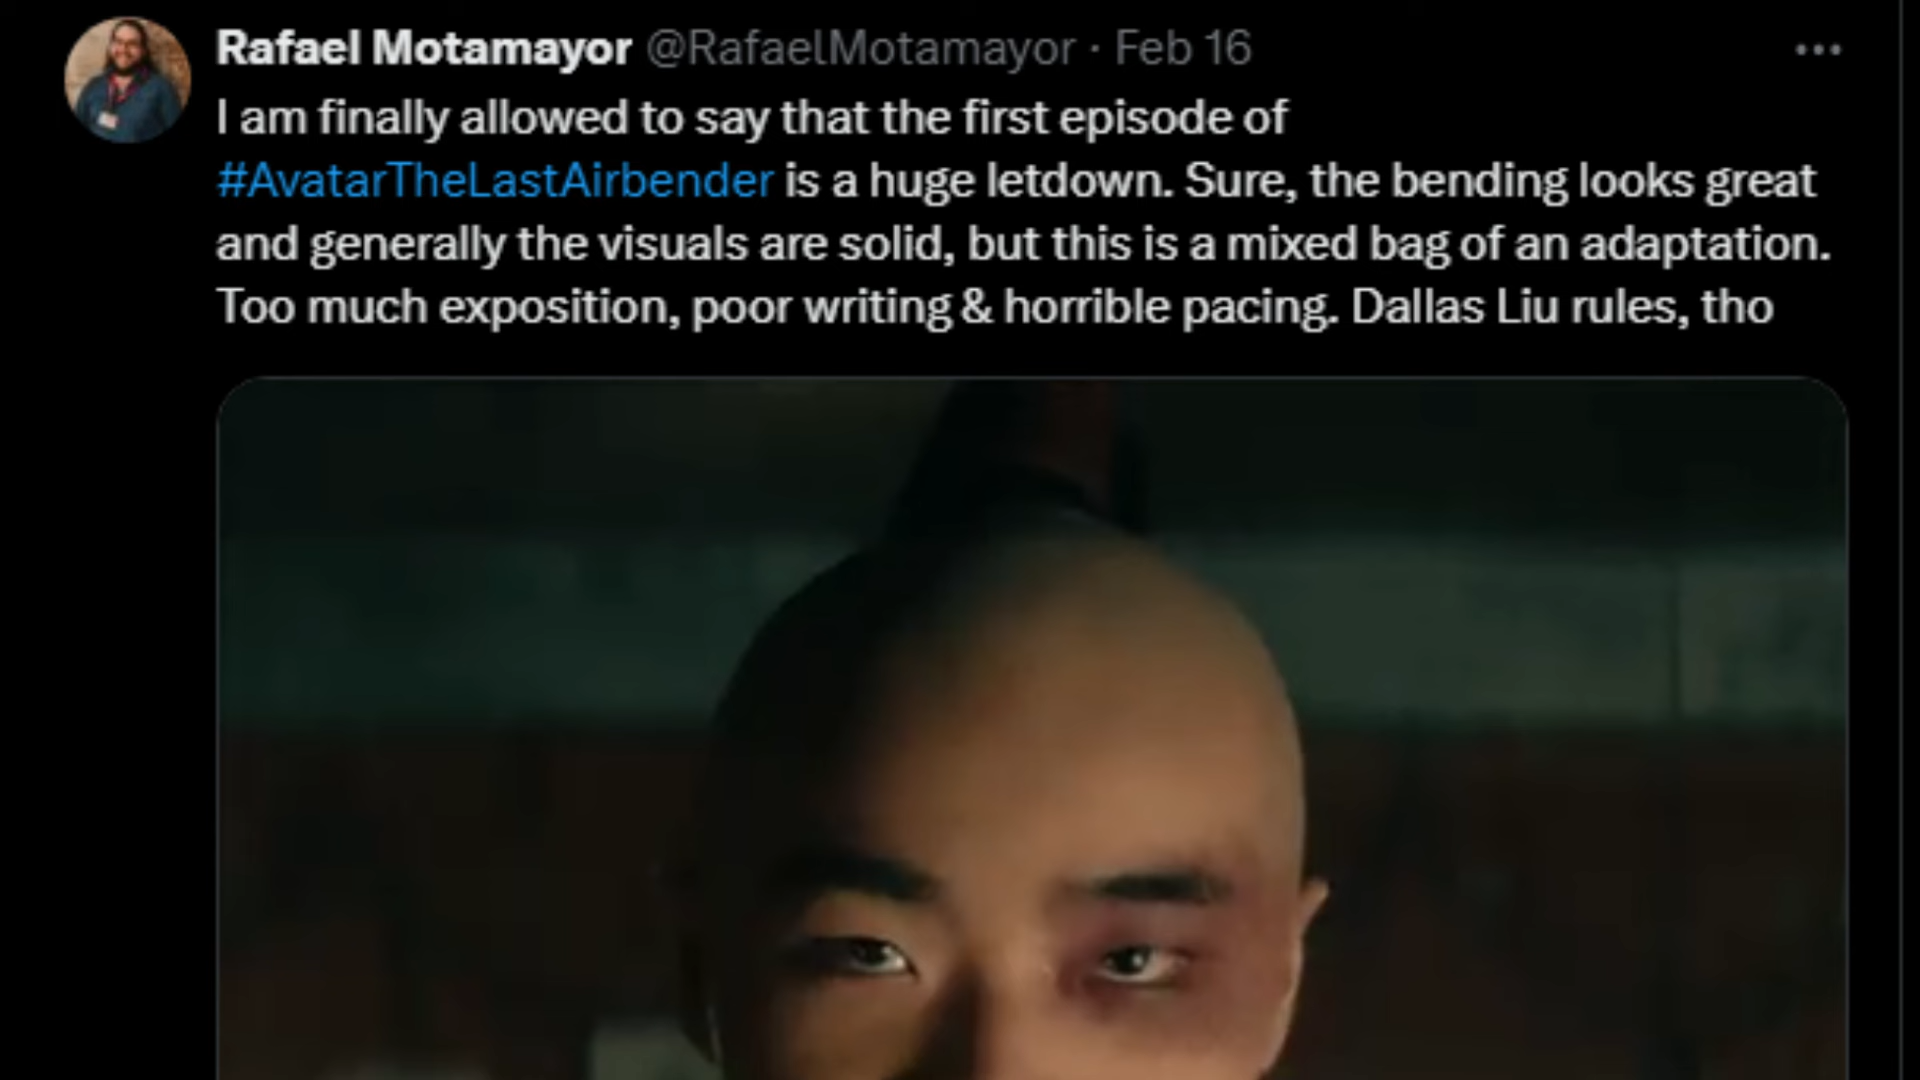 Rafael Motamayor @RafaelMotamayor · Feb 16
I am finally allowed to say that the first episode of
#AvatarTheLastAirbender is a huge letdown. Sure, the bending looks great
and generally the visuals are solid, but this is a mixed bag of an adaptation.
Too much exposition, poor writing & horrible pacing. Dallas Liu rules, tho